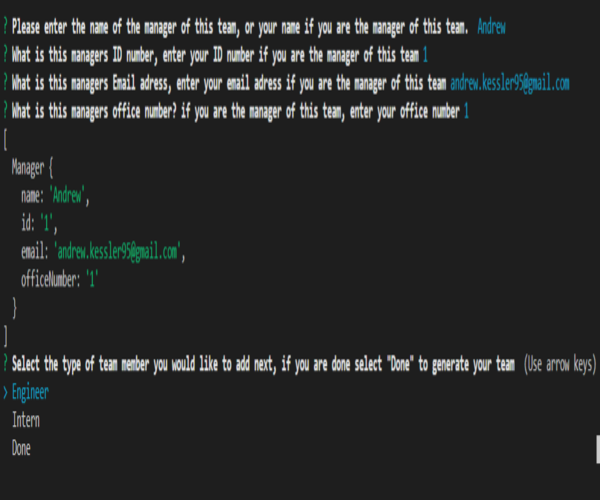 ? Please enter the name of the manager of this team, or your name if you are the manager of this team. Andrew
? What is this managers ID number, enter your ID number if you are the manager of this team 1
? What is this managers Email adress, enter your email adress if you are the manager of this team andrew.kessler95@gmail.com
? What is this managers office number? if you are the manager of this team, enter your office number 1
[
Manager {
name: 'Andrew',
id: '1',
email: 'andrew.kessler95@gmail.com',
officeNumber: '1'
}
]
? Select the type of team member you would like to add next, if you are done select "Done" to generate your team (Use arrow keys)
> Engineer
Intern
Done